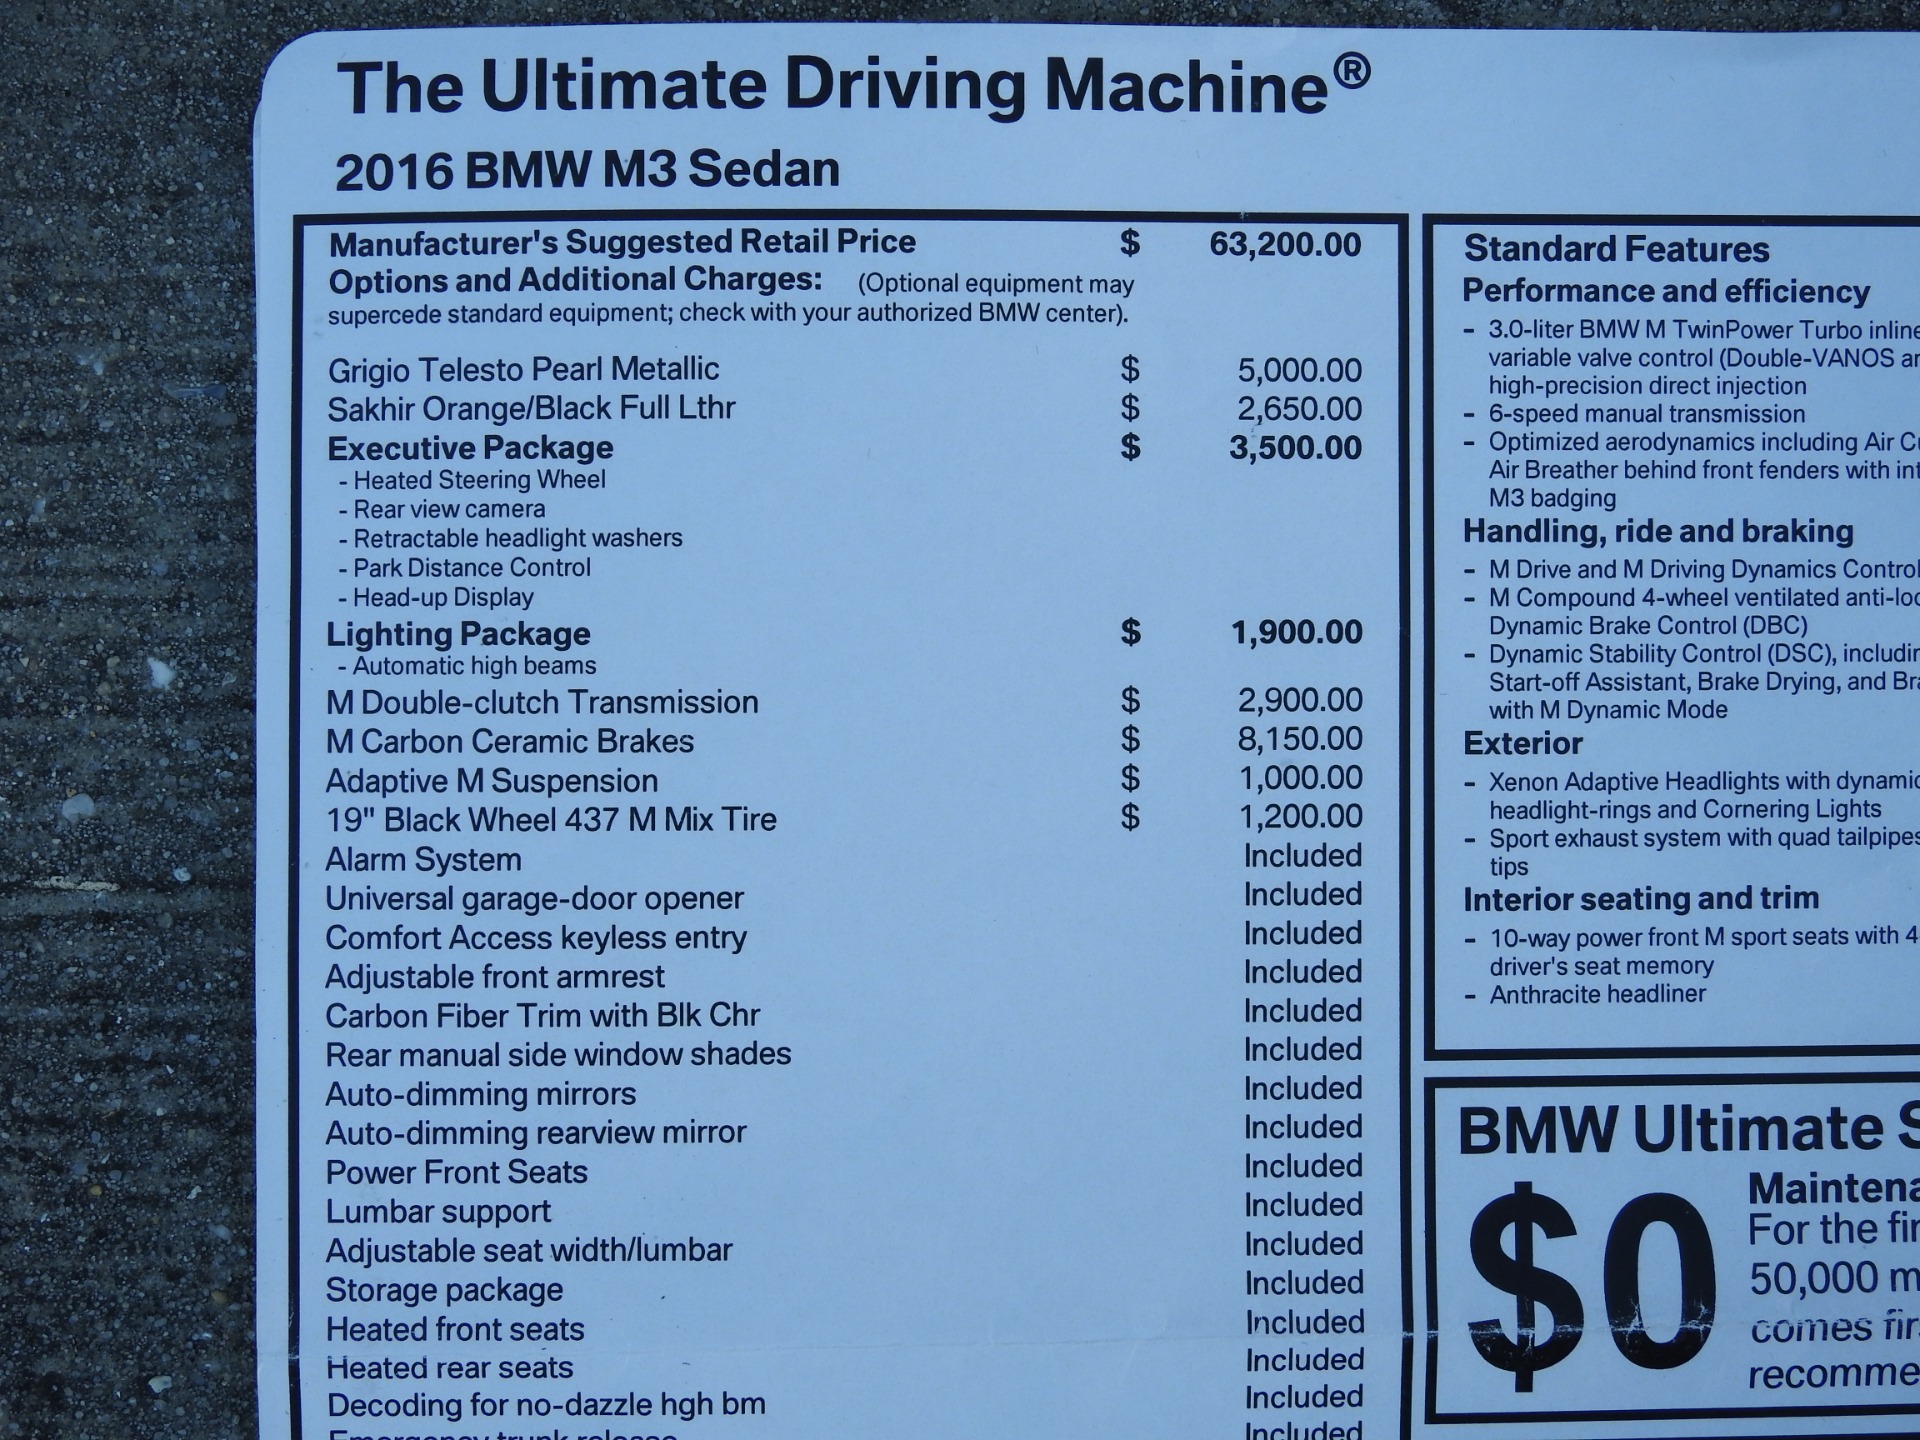 The Ultimate Driving Machine®
2016 BMW M3 Sedan
Manufacturer's Suggested Retail Price $ 63,200.00
Options and Additional Charges: (Optional equipment may
supercede standard equipment; check with your authorized BMW center).
Grigio Telesto Pearl Metallic $ 5,000.00
Sakhir Orange/Black Full Lthr $ 2,650.00
Executive Package $ 3,500.00
- Heated Steering Wheel
- Rear view camera
- Retractable headlight washers
- Park Distance Control
- Head-up Display
Lighting Package $ 1,900.00
- Automatic high beams
M Double-clutch Transmission $ 2,900.00
M Carbon Ceramic Brakes $ 8,150.00
Adaptive M Suspension $ 1,000.00
19" Black Wheel 437 M Mix Tire $ 1,200.00
Alarm System Included
Universal garage-door opener Included
Comfort Access keyless entry Included
Adjustable front armrest Included
Carbon Fiber Trim with Blk Chr Included
Rear manual side window shades Included
Auto-dimming mirrors Included
Auto-dimming rearview mirror Included
Power Front Seats Included
Lumbar support Included
Adjustable seat width/lumbar Included
Storage package Included
Heated front seats Included
Heated rear seats Included
Decoding for no-dazzle hgh bm Included
Emergency trunk release Included
Standard Features
Performance and efficiency
- 3.0-liter BMW M TwinPower Turbo inline
variable valve control (Double-VANOS
high-precision direct injection
- 6-speed manual transmission
- Optimized aerodynamics including Air
Air Breather behind front fenders with
M3 badging
Handling, ride and braking
- M Drive and M Driving Dynamics Control
- M Compound 4-wheel ventilated
Dynamic Brake Control (DBC)
- Dynamic Stability Control (DSC),
Start-off Assistant, Brake Drying, and
with M Dynamic Mode
Exterior
- Xenon Adaptive Headlights with dynamic
headlight-rings and Cornering Lights
- Sport exhaust system with quad tailpipes
tips
Interior seating and trim
- 10-way power front M sport seats with 4
driver's seat memory
- Anthracite headliner
BMW Ultimate S
$0
Maintena
For the fir
50,000 m
comes fir
recomme